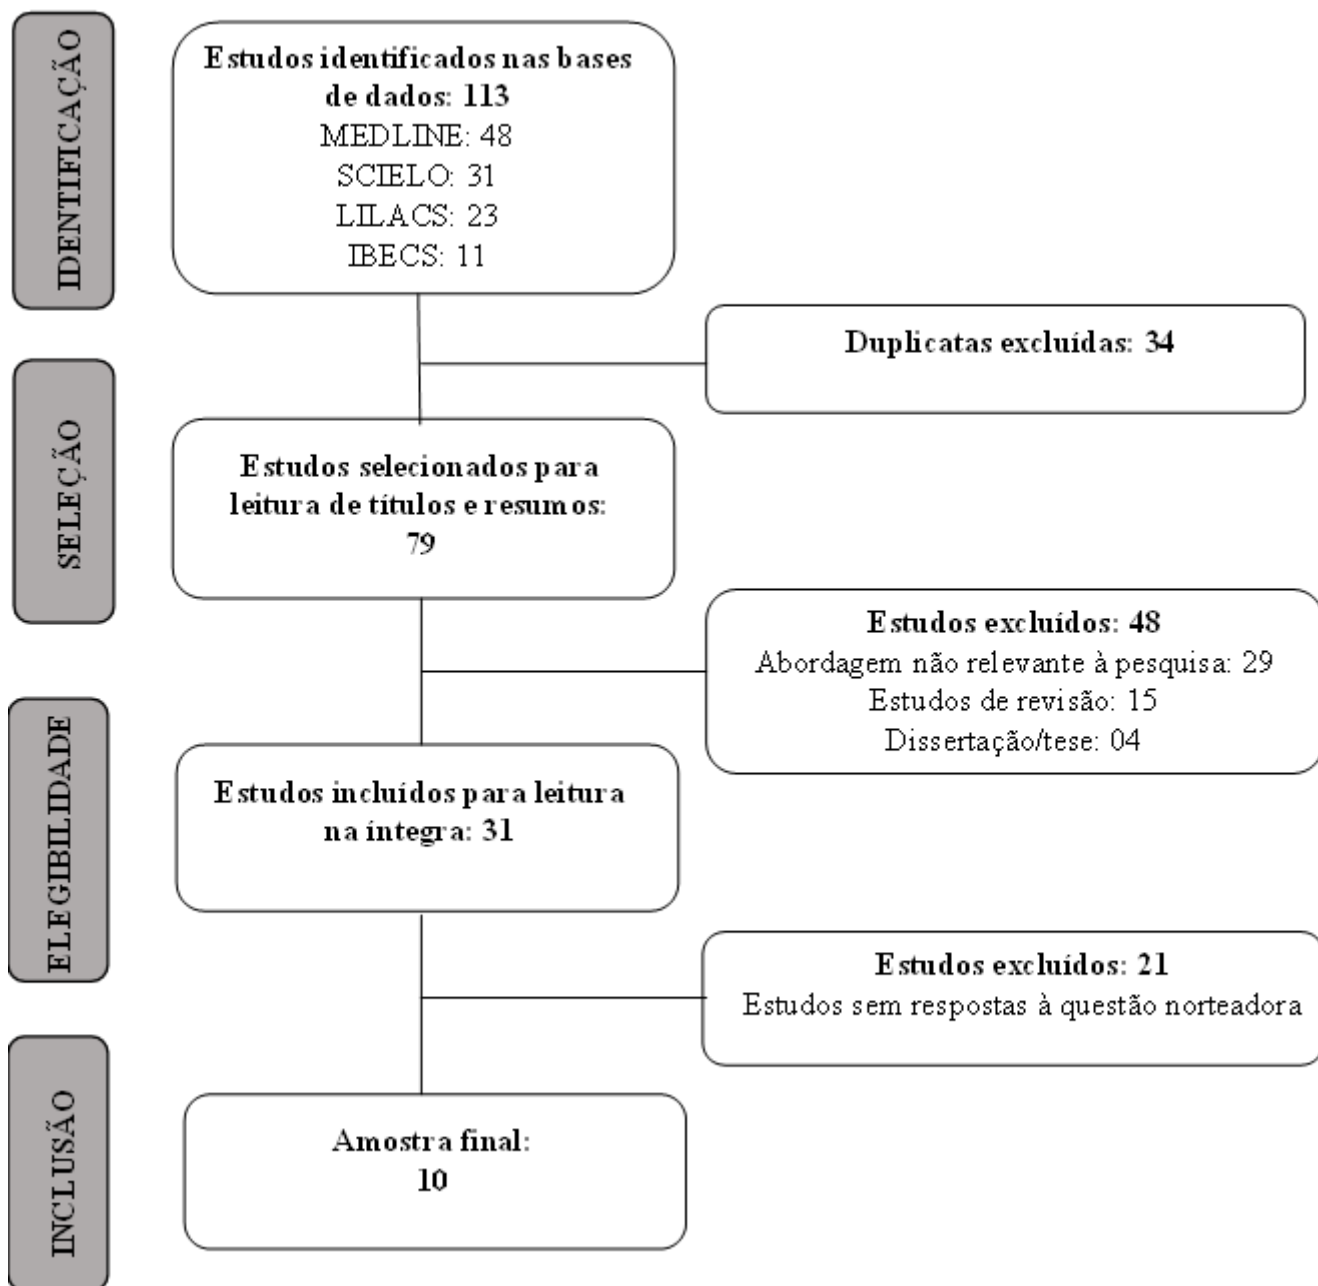 IDENTIFICAÇÃO
Estudos identificados nas bases
de dados: 113
MEDLINE: 48
SCIELO: 31
LILACS: 23
IBECS: 11
Duplicatas excluídas: 34
SELEÇÃO
Estudos selecionados para
leitura de títulos e resumos:
79
Estudos excluídos: 48
Abordagem não relevante à pesquisa: 29
Estudos de revisão: 15
Dissertação/tese: 04
ELEGIBILIDADE
Estudos incluídos para leitura
na íntegra: 31
Estudos excluídos: 21
Estudos sem respostas à questão norteadora
INCLUSÃO
Amostra final:
10